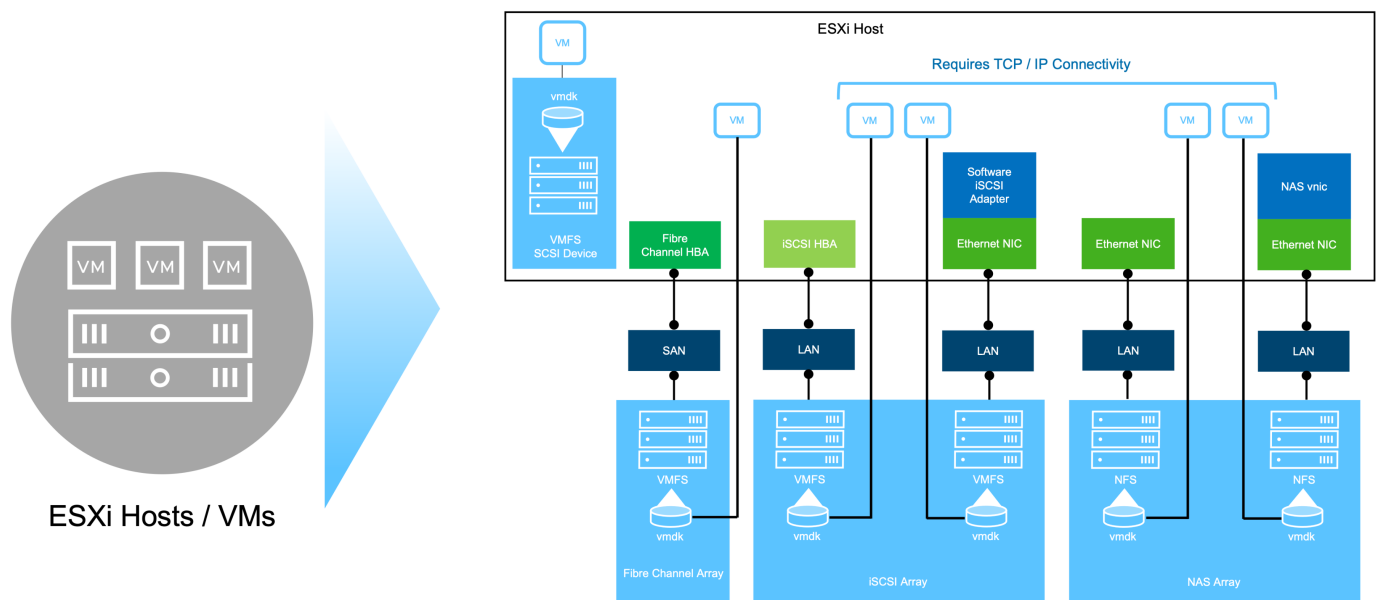 ESXi Host
VM
Requires TCP / IP Connectivity
vmdk
VM
VM
VM
VM
VM
Software
iSCSI
Adapter
NAS vnic
VMFS
SCSI Device
Fibre
Channel HBA
iSCSI HBA
Ethernet NIC
Ethernet NIC
Ethernet NIC
VM
VM
VM
SAN
LAN
LAN
LAN
LAN
VMFS
VMFS
VMFS
NFS
NFS
vmdk
vmdk
vmdk
vmdk
vmdk
Fibre Channel Array
iSCSI Array
NAS Array
ESXi Hosts / VMs